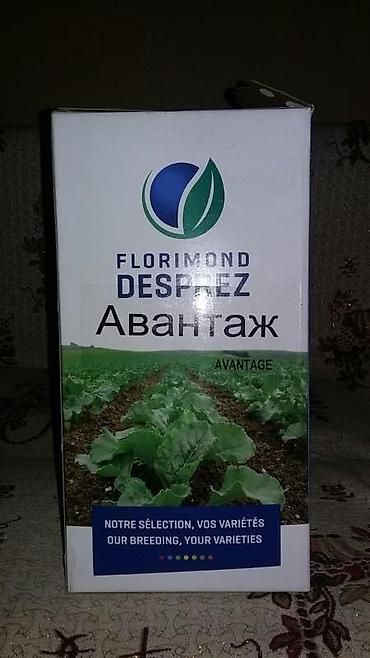 FLORIMOND
DESPREZ
Авантаж
AVANTAGE
NOTRE SÉLECTION, VOS VARIÉTÉS
OUR BREEDING, YOUR VARIETIES